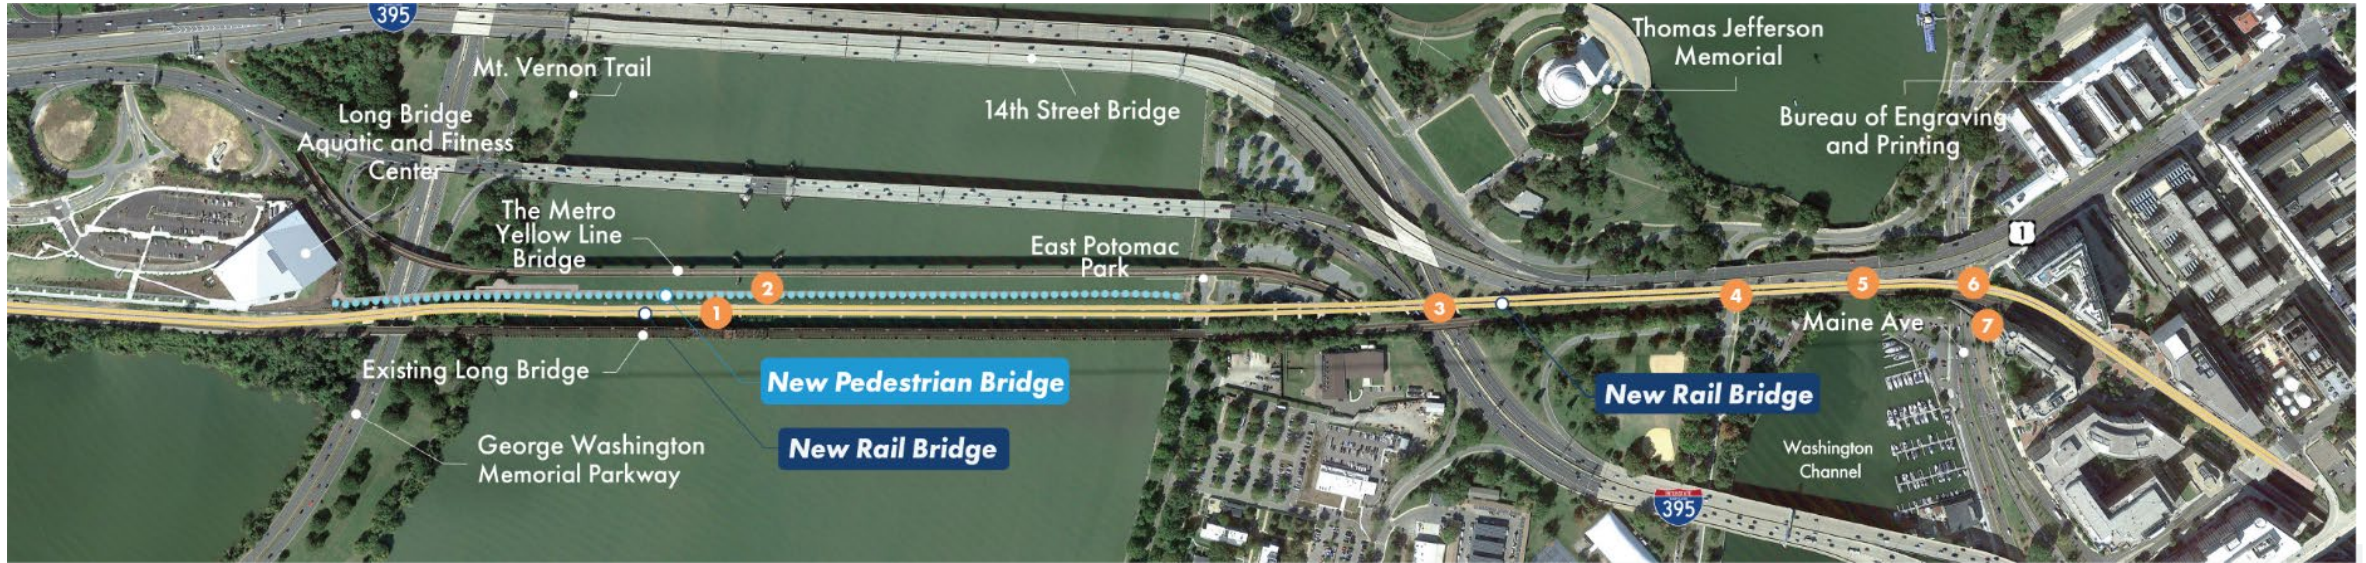 395
Mt. Vernon Trail
Long Bridge
Aquatic and Fitness
Center
14th Street Bridge
Thomas Jefferson
Memorial
Bureau of Engraving
and Printing
The Metro
Yellow Line
Bridge
East Potomac
Park
1
2
1
3
4
5
6
7
Maine Ave
Existing Long Bridge
New Pedestrian Bridge
New Rail Bridge
New Rail Bridge
George Washington
Memorial Parkway
Washington
Channel
INTERSTATE
395